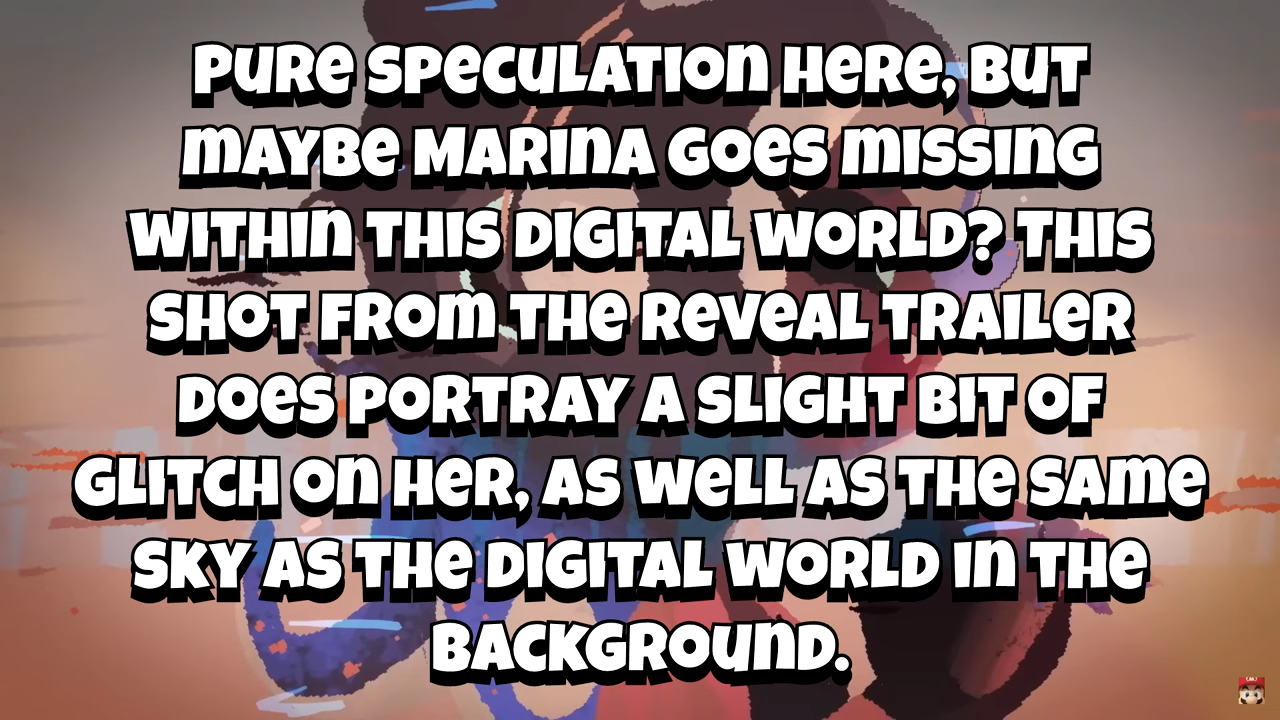 Pure speculation here, but
maybe Marina goes missing
within this digital world? This
shot from the reveal trailer
does portray a slight bit of
glitch on her, as well as the same
sky as the digital world in the
background.